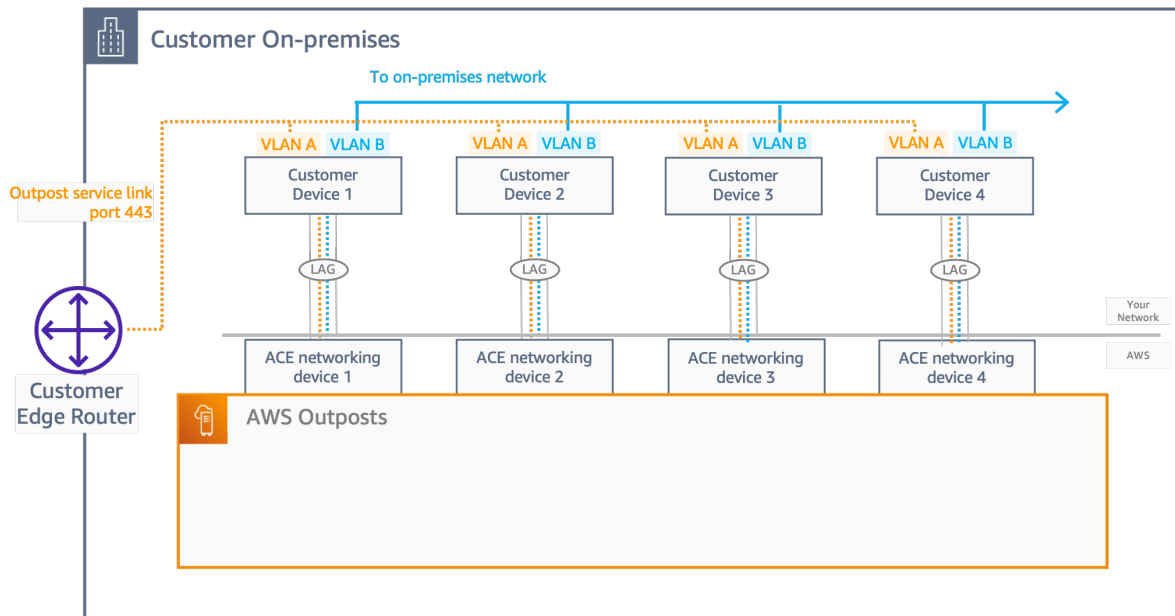 Customer On-premises
To on-premises network
VLAN A
VLAN B
VLAN A
VLAN B
VLAN A
VLAN B
VLAN A
VLAN B
Customer
Device 1
Customer
Device 2
Customer
Device 3
Customer
Device 4
Outpost service link
port 443
LAG
LAG
LAG
LAG
Your
Network
AWS
ACE networking
device 1
ACE networking
device 2
ACE networking
device 3
ACE networking
device 4
Customer
Edge Router
AWS Outposts